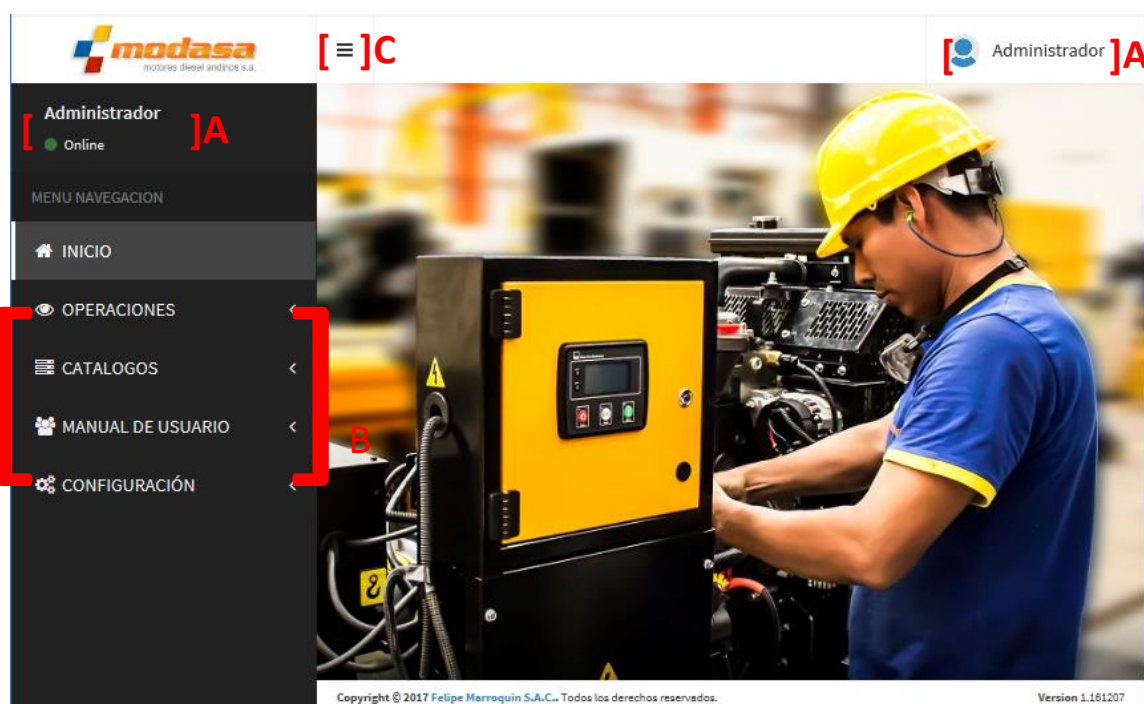 modasa
motores diesel andinos s.a.
[ ≡ ]C
[ Administrador ]A
Administrador
[ Online ]A
MENU NAVEGACION
INICIO
OPERACIONES
CATALOGOS
MANUAL DE USUARIO
B
CONFIGURACIÓN
Copyright © 2017 Felipe Marroquin S.A.C.. Todos los derechos reservados.
Version 1.161207